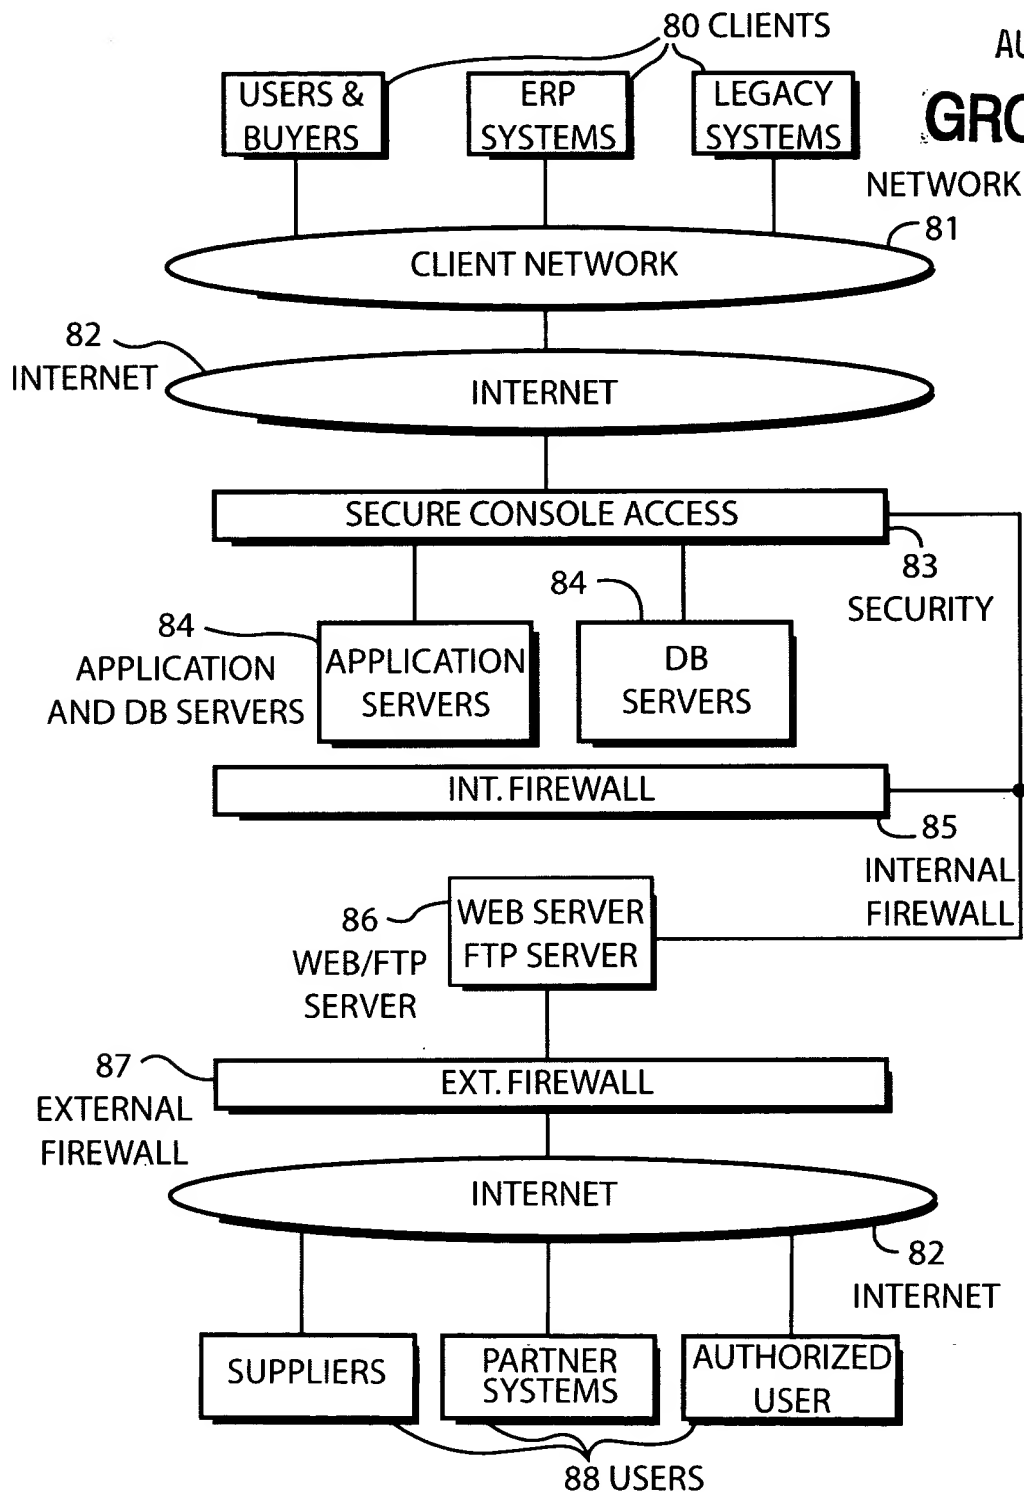 80 CLIENTS
USERS &
BUYERS
ERP
SYSTEMS
LEGACY
SYSTEMS
NETWORK
81
CLIENT NETWORK
82
INTERNET
INTERNET
SECURE CONSOLE ACCESS
83
SECURITY
84
84
APPLICATION
AND DB SERVERS
APPLICATION
SERVERS
DB
SERVERS
INT. FIREWALL
85
INTERNAL
FIREWALL
86
WEB/FTP
SERVER
WEB SERVER
FTP SERVER
87
EXTERNAL
FIREWALL
EXT. FIREWALL
INTERNET
82
INTERNET
SUPPLIERS
PARTNER
SYSTEMS
AUTHORIZED
USER
88 USERS